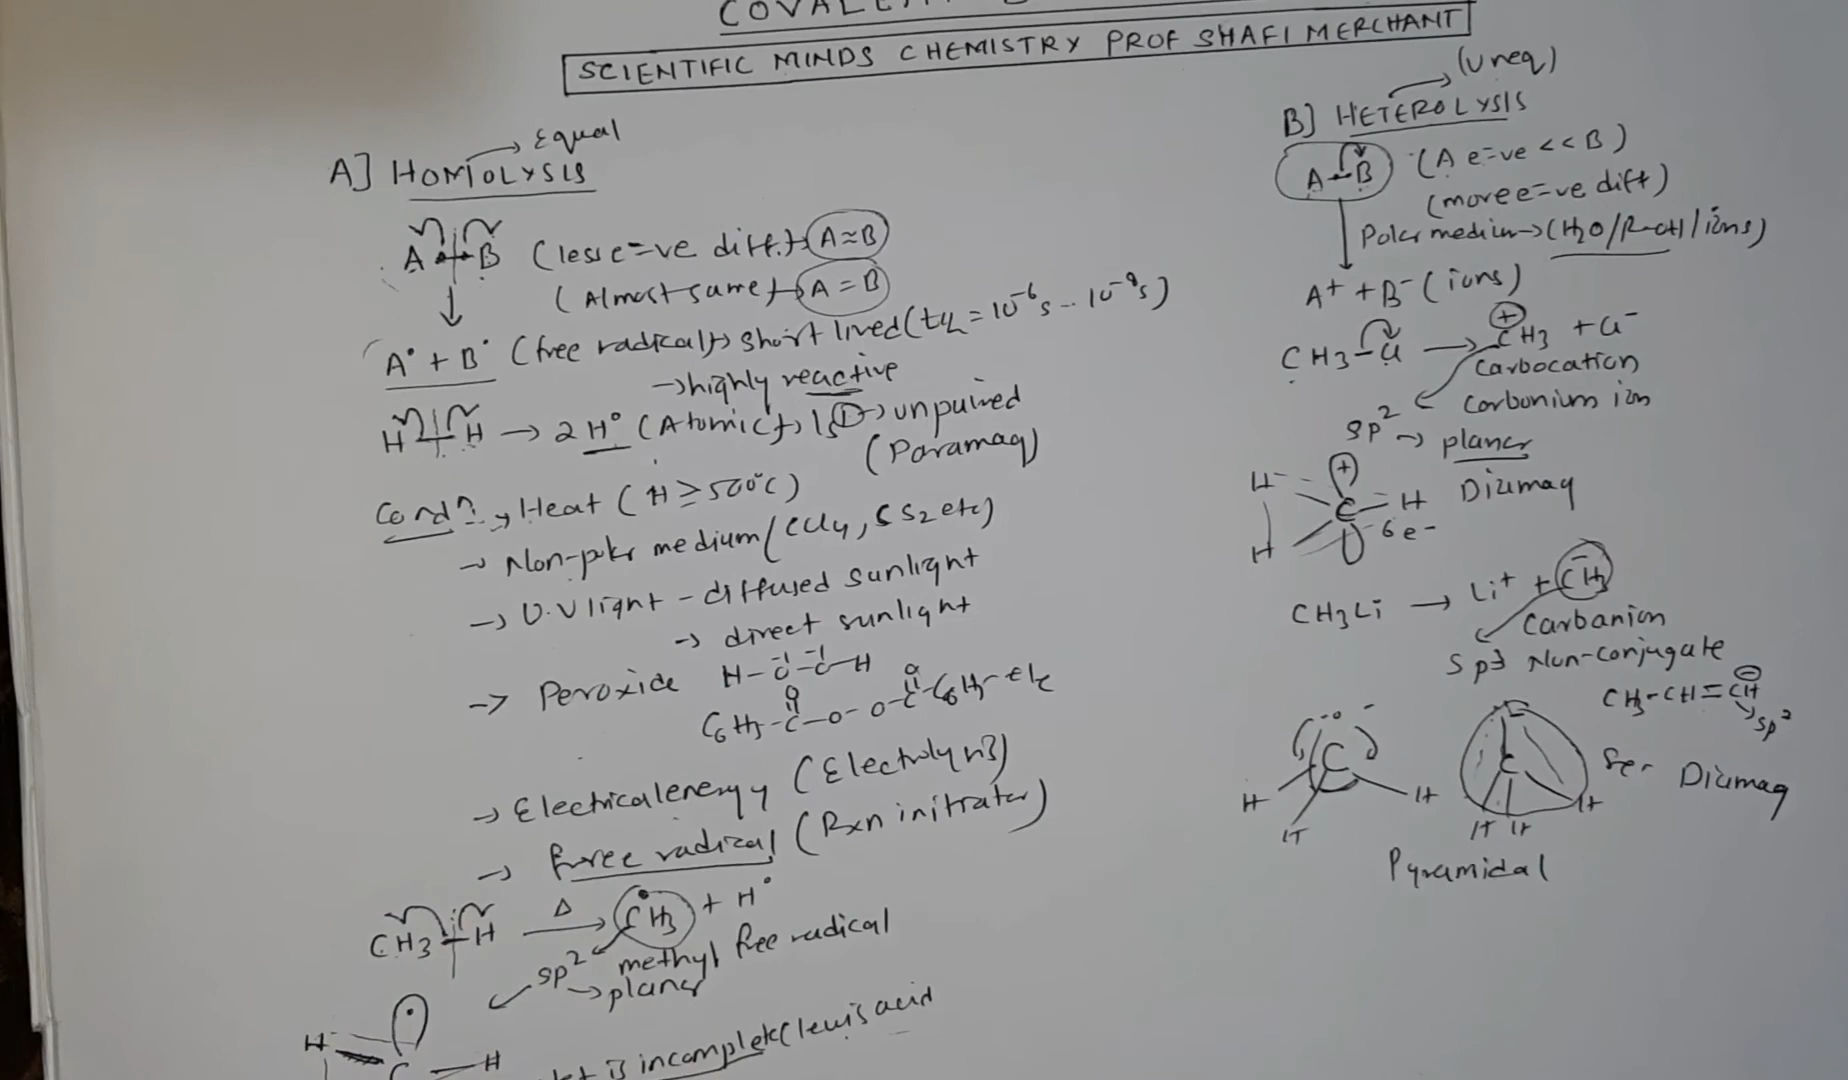 SCIENTIFIC MINDS CHEMISTRY PROF SHAFI MERCHANT
A] HOMOLYSIS → Equal
A-B (less e=ve diff.) → A≈B
(Almost same) → A = B
A• + B• (free radical) → short lived (t½ = 10⁻⁶s .. 10⁻⁹s)
→ highly reactive
H-H → 2 H° (Atomic) → 1s① → unpaired
(Paramag)
Condn. → Heat (H ≥ 500°C)
→ Non-polar medium (CCl4, CS2 etc)
→ U.V light - diffused sunlight
→ direct sunlight
→ Peroxide H-O-O-H
C6H5-C-O-O-C-C6H5-etc
O O
→ Electrical energy (Electrolysis)
→ free radical (Rxn initiator)
CH3-H Δ→ •CH3 + H•
sp2 methyl free radical
→ planar
H C H
is incomplete (lewis acid
B] HETEROLYSIS → (Uneq)
A-B (A e=ve << B)
(more e=ve diff)
Polar medium → (H2O/R-OH/ions)
A+ + B- (ions)
CH3-Cl → ⊕CH3 + Cl-
Carbocation
Carbonium ion
sp2 → planar
H + C H Diamag
H 6e-
CH3Li → Li+ + CH3-
Carbanion
sp3 Non-conjugate
CH3-CH=CH⊖
sp2
C C 8e- Diamag
H H H H H H
Pyramidal